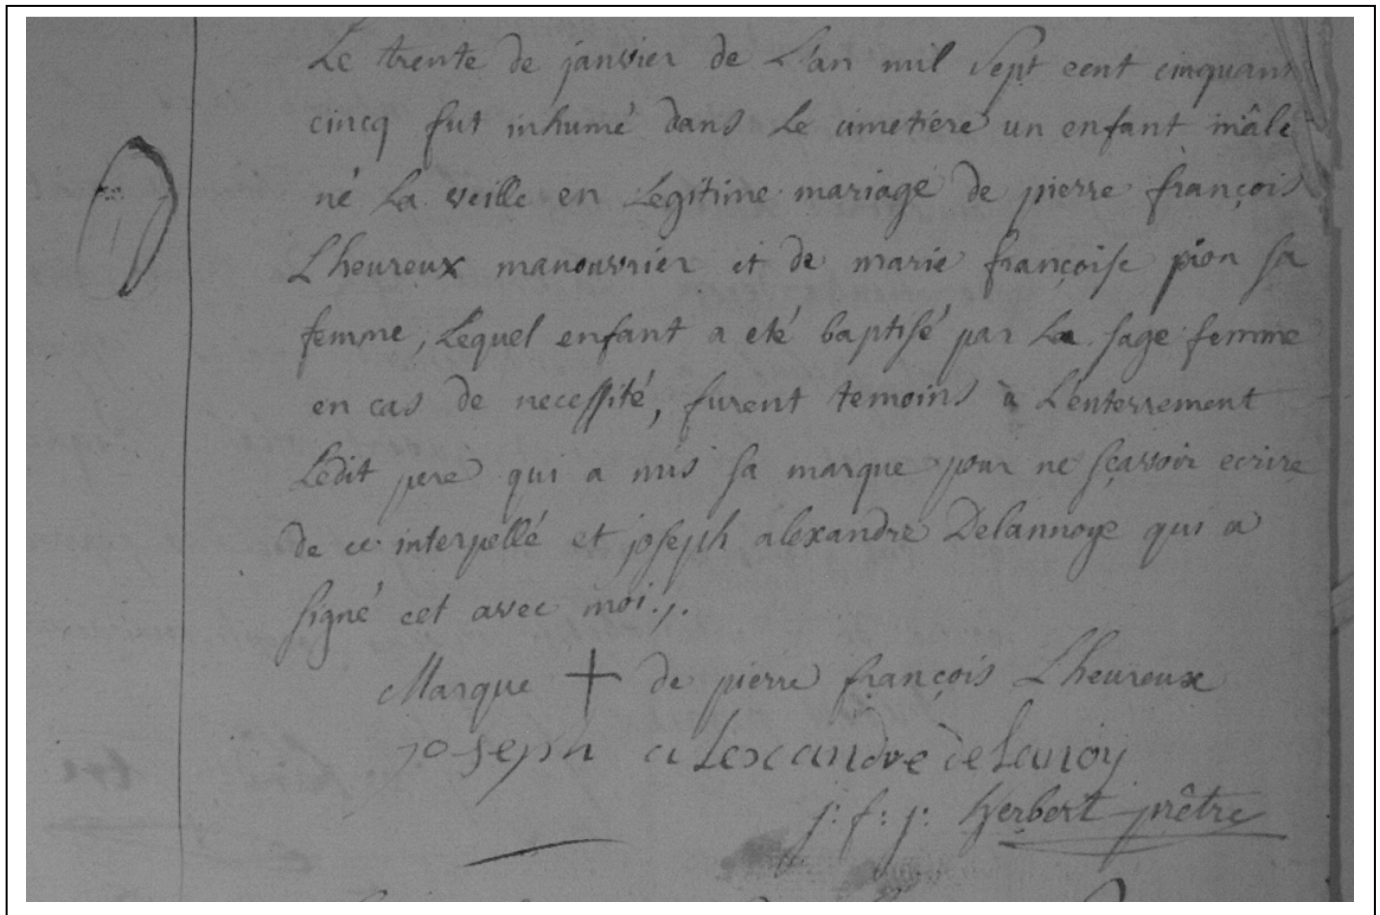 Le trente de janvier de L'an mil sept cent cinquant
cincq fut inhumé dans Le cimetiére un enfant mâle
né La veille en Legitime mariage de pierre françois
Lheureux manouvrier et de marie françoise pion sa
femme, Lequel enfant a eté baptisé par La sage femme
en cas de necessité, furent temoins à L'enterrement
Ledit pere qui a mis sa marque pour ne sçavoir ecrire
de ce interpellé et joseph alexandre Delannoye qui a
signé cet avec moi ./.
Marque + de pierre françois Lheureux
joseph alexandre delanoy
j: f: j: herbert prêtre